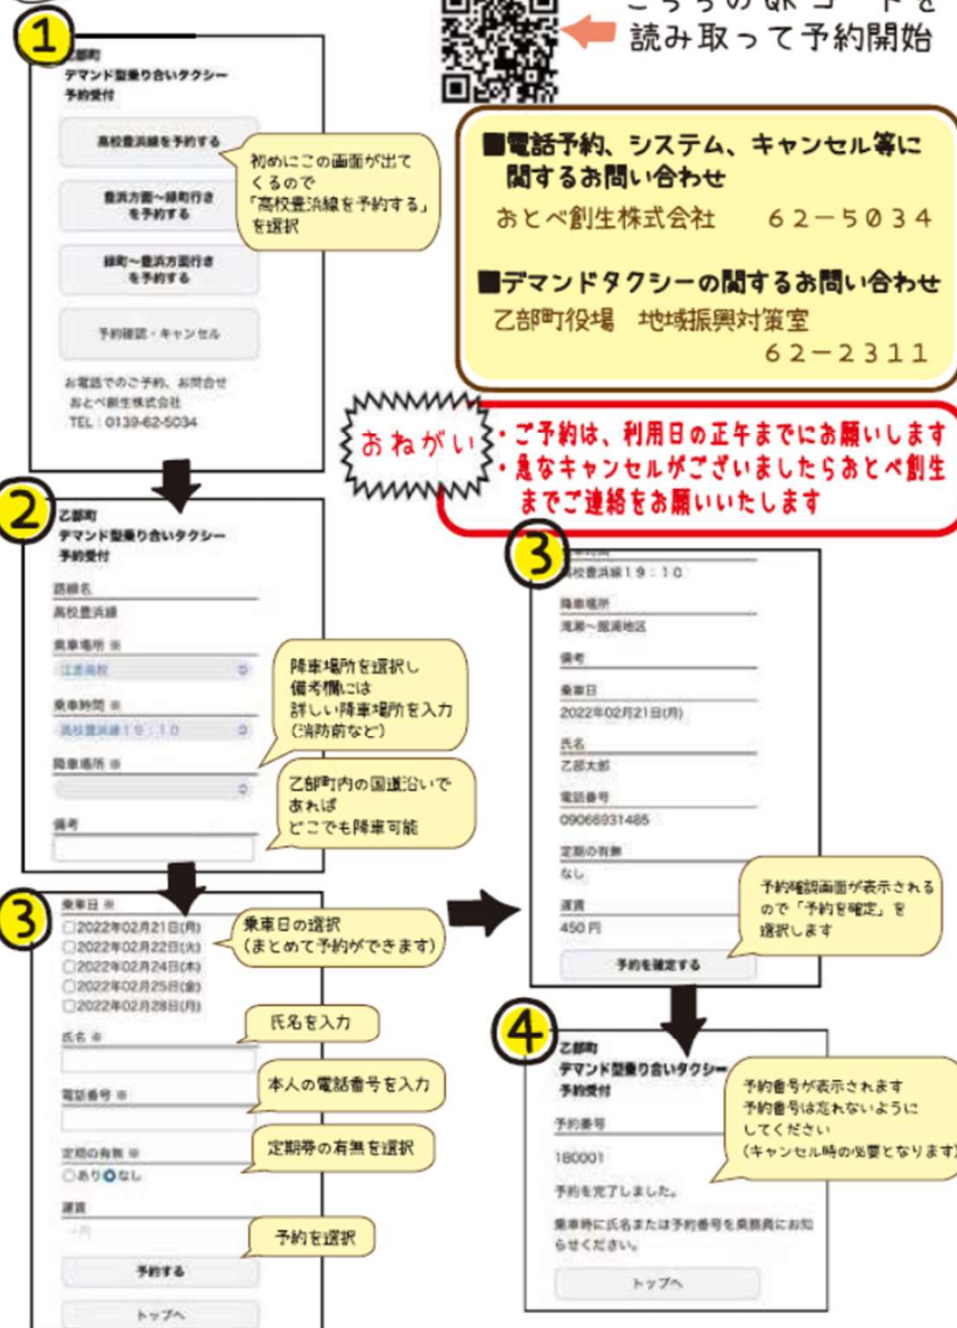 こちらの QR コードを
読み取って予約開始
■電話予約、システム、キャンセル等に
関するお問い合わせ
おとべ創生株式会社 62-5034
■デマンドタクシーの関するお問い合わせ
乙部町役場 地域振興対策室
62-2311
おねがい
・ご予約は、利用日の正午までにお願いします
・急なキャンセルがございましたらおとべ創生
までご連絡をお願いいたします
1
乙部町
デマンド型乗り合いタクシー
予約受付
高校豊浜線を予約する
初めにこの画面が出て
くるので
「高校豊浜線を予約する」
を選択
豊浜方面～緑町行き
を予約する
緑町～豊浜方面行き
を予約する
予約確認・キャンセル
お電話でのご予約、お問合せ
おとべ創生株式会社
TEL：0139-62-5034
2
乙部町
デマンド型乗り合いタクシー
予約受付
路線名
高校豊浜線
乗車場所 ※
江差高校
乗車時間 ※
高校豊浜線19：10
降車場所 ※
備考
降車場所を選択し
備考欄には
詳しい降車場所を入力
(消防前など)
乙部町内の国道沿いで
あれば
どこでも降車可能
3
乗車日 ※
2022年02月21日(月)
2022年02月22日(火)
2022年02月24日(木)
2022年02月25日(金)
2022年02月28日(月)
乗車日の選択
(まとめて予約ができます)
氏名 ※
氏名を入力
電話番号 ※
本人の電話番号を入力
定期の有無 ※
あり なし
定期券の有無を選択
運賃
-円
予約を選択
予約する
トップへ
3
乗車時間
高校豊浜線19：10
降車場所
滝瀬～館浦地区
備考
乗車日
2022年02月21日(月)
氏名
乙部太郎
電話番号
09066931485
定期の有無
なし
運賃
450 円
予約を確定する
予約確認画面が表示される
ので「予約を確定」を
選択します
4
乙部町
デマンド型乗り合いタクシー
予約受付
予約番号
180001
予約を完了しました。
乗車時に氏名または予約番号を乗務員にお知
らせください。
トップへ
予約番号が表示されます
予約番号は忘れないように
してください
(キャンセル時の必要となります)